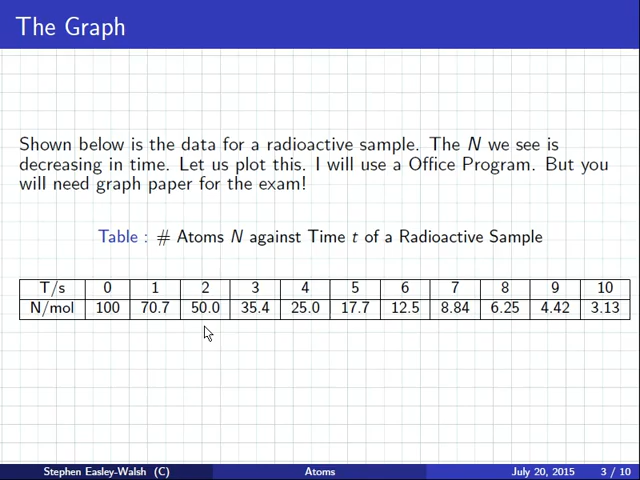 The Graph
Shown below is the data for a radioactive sample. The N we see is
decreasing in time. Let us plot this. I will use a Office Program. But you
will need graph paper for the exam!
Table : # Atoms N against Time t of a Radioactive Sample
T/s 0 1 2 3 4 5 6 7 8 9 10
N/mol 100 70.7 50.0 35.4 25.0 17.7 12.5 8.84 6.25 4.42 3.13
Stephen Easley-Walsh (C) Atoms July 20, 2015 3 / 10